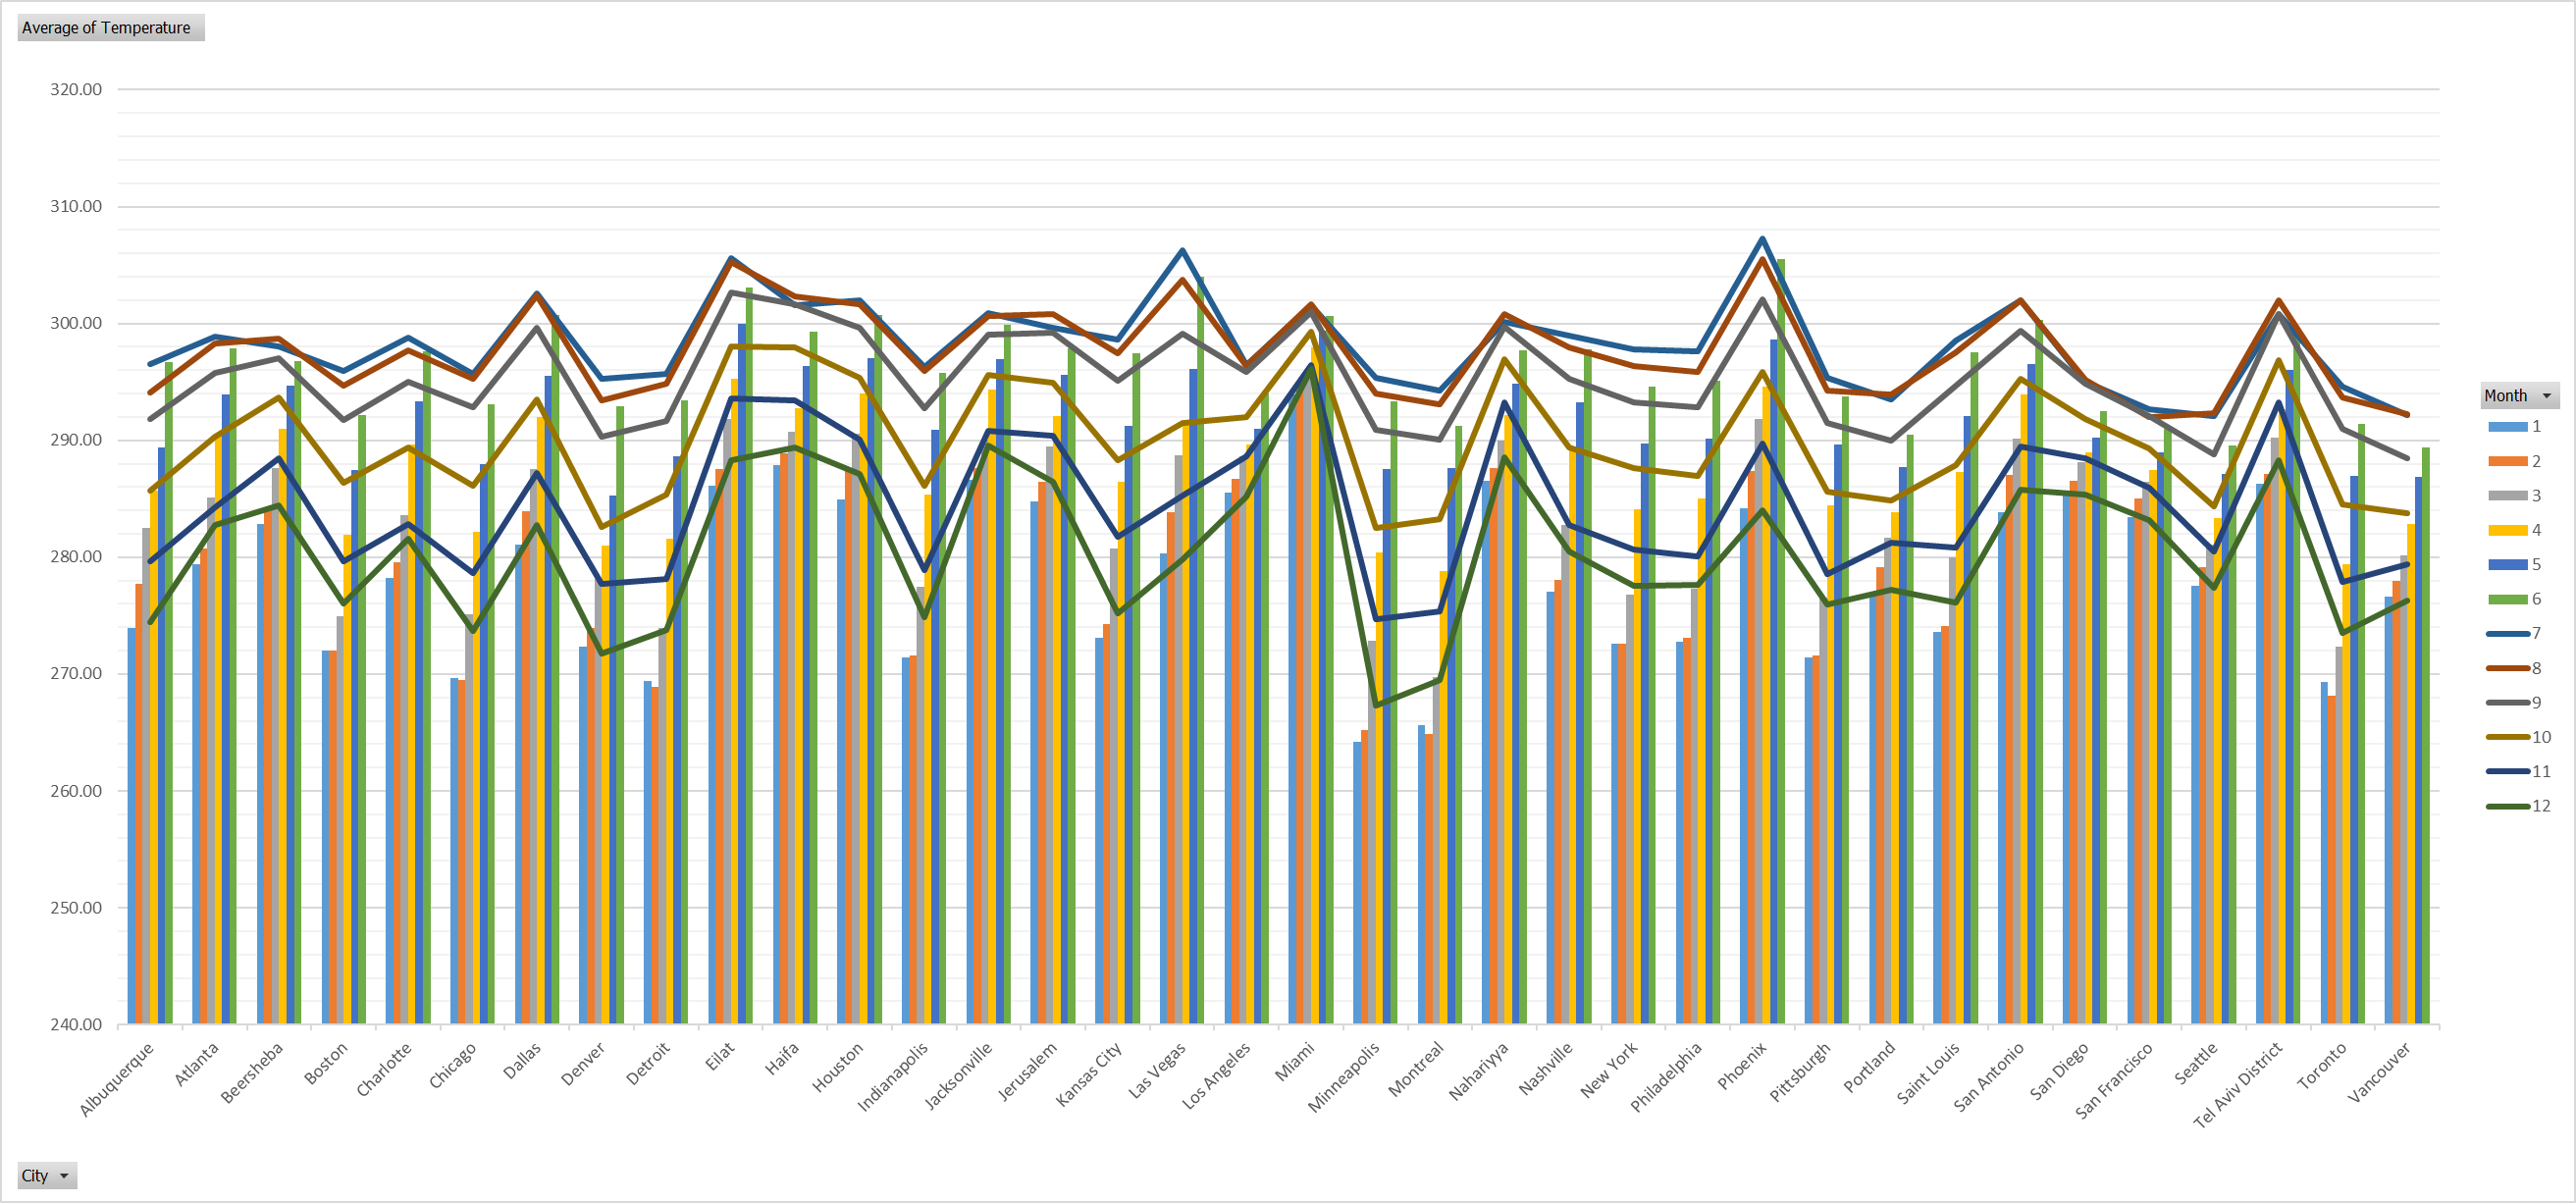 Average of Temperature
320.00
310.00
300.00
290.00
280.00
270.00
260.00
250.00
240.00
Albuquerque
Atlanta
Beersheba
Boston
Charlotte
Chicago
Dallas
Denver
Detroit
Eilat
Haifa
Houston
Indianapolis
Jacksonville
Jerusalem
Kansas City
Las Vegas
Los Angeles
Miami
Minneapolis
Montreal
Nahariyya
Nashville
New York
Philadelphia
Phoenix
Pittsburgh
Portland
Saint Louis
San Antonio
San Diego
San Francisco
Seattle
Tel Aviv District
Toronto
Vancouver
Month
1
2
3
4
5
6
7
8
9
10
11
12
City